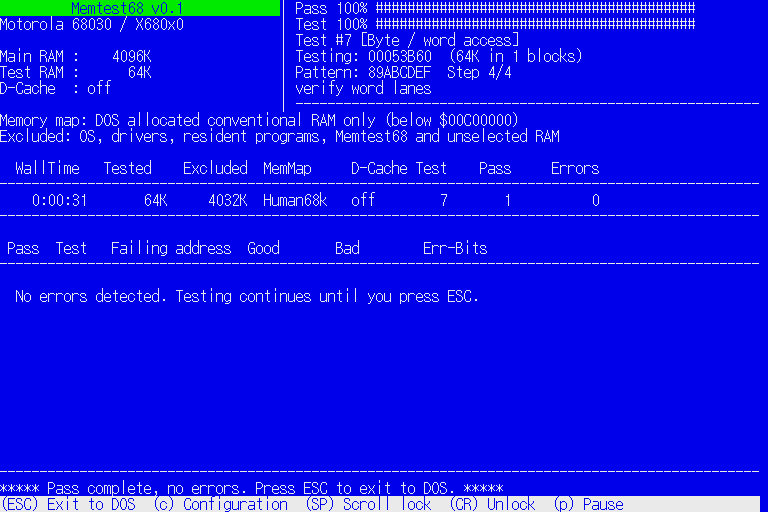 Memtest68 v0.1
Motorola 68030 / X680x0
Main RAM : 4096K
Test RAM : 64K
D-Cache : off
Pass 100% ########################################
Test 100% ########################################
Test #7 [Byte / word access]
Testing: 00053B60 (64K in 1 blocks)
Pattern: 89ABCDEF Step 4/4
verify word lanes
Memory map: DOS allocated conventional RAM only (below $00C00000)
Excluded: OS, drivers, resident programs, Memtest68 and unselected RAM
WallTime Tested Excluded MemMap D-Cache Test Pass Errors
0:00:31 64K 4032K Human68k off 7 1 0
Pass Test Failing address Good Bad Err-Bits
No errors detected. Testing continues until you press ESC.
***** Pass complete, no errors. Press ESC to exit to DOS. *****
(ESC) Exit to DOS (c) Configuration (SP) Scroll lock (CR) Unlock (p) Pause